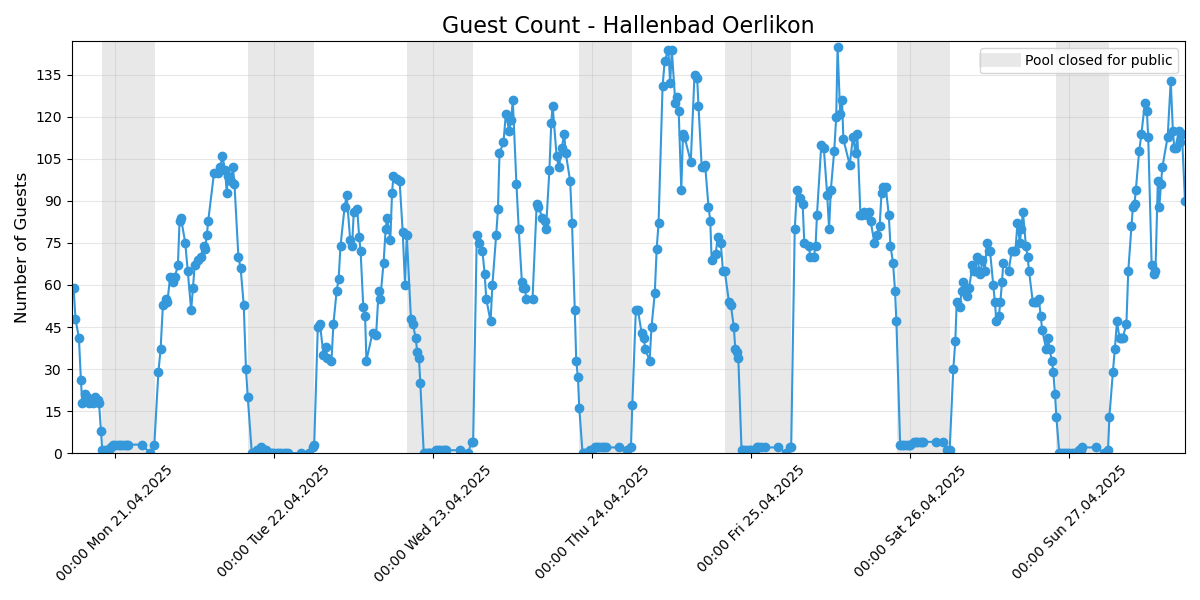 Guest Count - Hallenbad Oerlikon
Pool closed for public
Number of Guests
135
120
105
90
75
60
45
30
15
0
00:00 Mon 21.04.2025
00:00 Tue 22.04.2025
00:00 Wed 23.04.2025
00:00 Thu 24.04.2025
00:00 Fri 25.04.2025
00:00 Sat 26.04.2025
00:00 Sun 27.04.2025